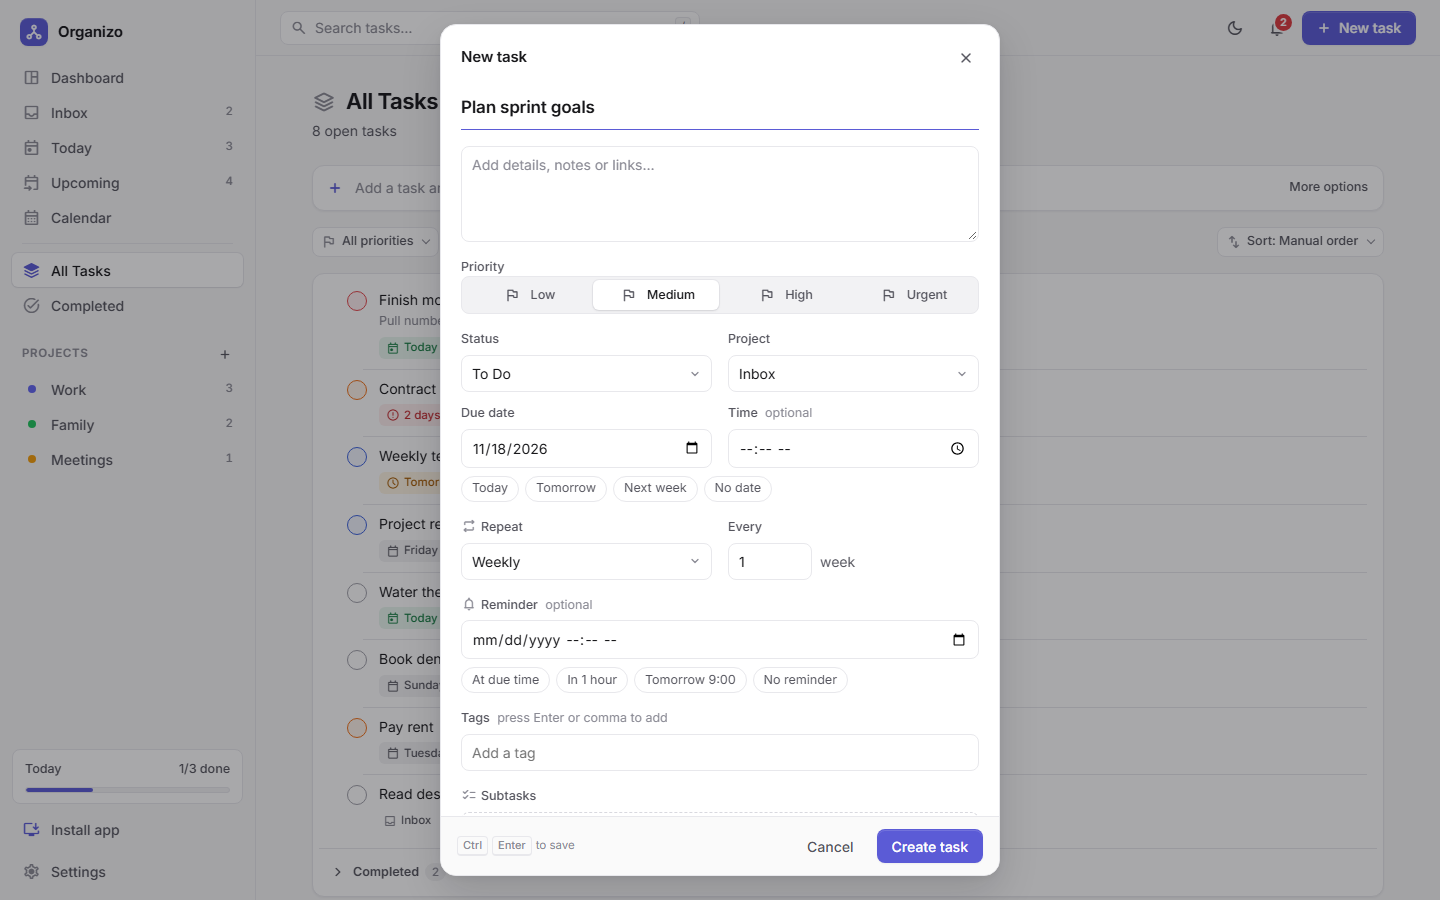 Organizo
Search tasks...
2
New task
Dashboard
Inbox 2
Today 3
Upcoming 4
Calendar
All Tasks
Completed
PROJECTS
Work 3
Family 2
Meetings 1
Today 1/3 done
Install app
Settings
All Tasks
8 open tasks
Add a task
More options
All priorities
Sort: Manual order
Finish
Pull
Today
Contract
2 days
Weekly
Project
Friday
Water the
Today
Book
Pay rent
Read
Inbox
Completed 2
New task
Plan sprint goals
Add details, notes or links...
Priority
Low Medium High Urgent
Status Project
To Do Inbox
Due date Time optional
11/18/2026 --:-- --
Today Tomorrow Next week No date
Repeat Every
Weekly 1 week
Reminder optional
mm/dd/yyyy --:-- --
At due time In 1 hour Tomorrow 9:00 No reminder
Tags press Enter or comma to add
Add a tag
Subtasks
Ctrl Enter to save
Cancel Create task